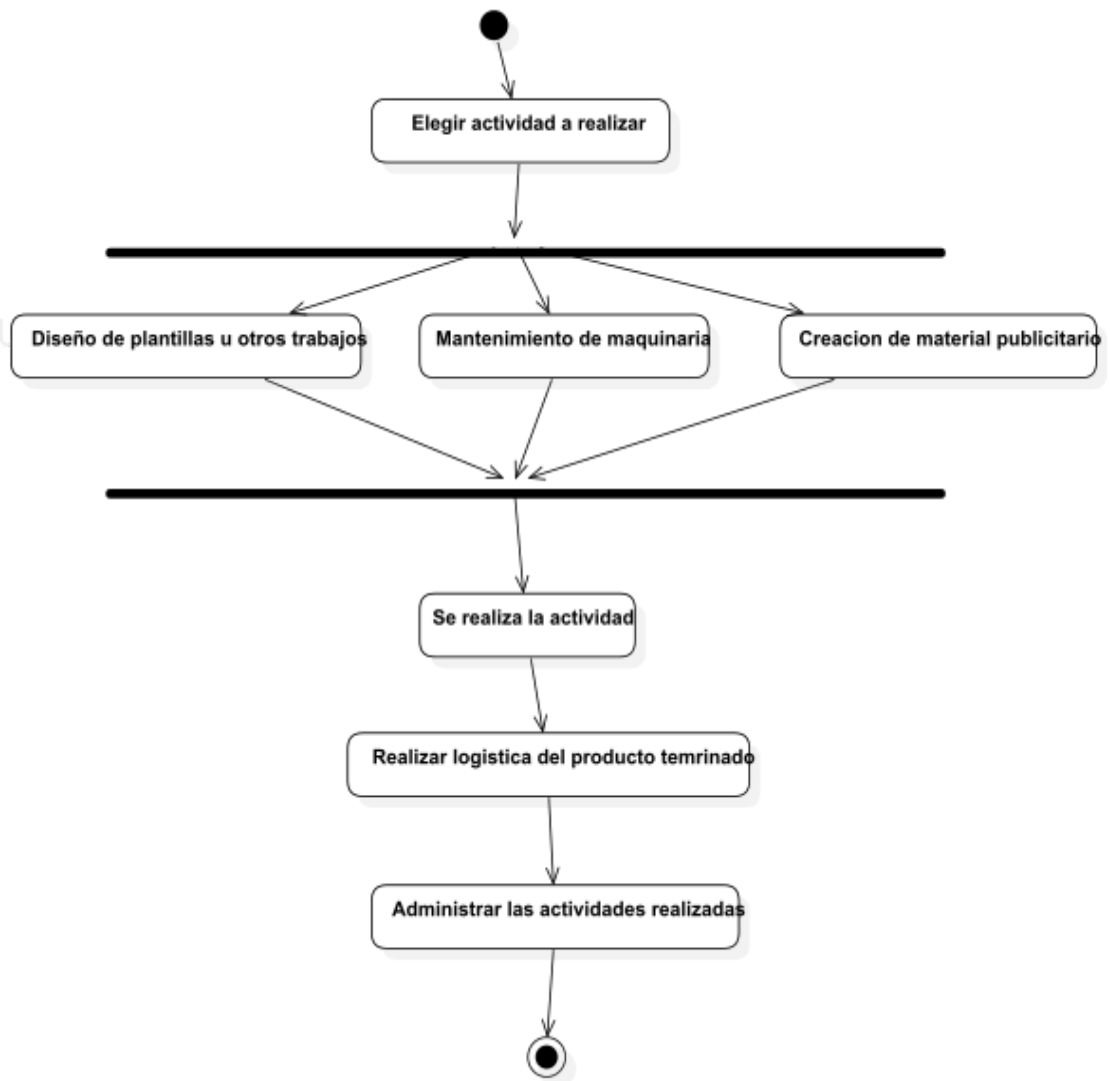 Elegir actividad a realizar
Diseño de plantillas u otros trabajos
Mantenimiento de maquinaria
Creacion de material publicitario
Se realiza la actividad
Realizar logistica del producto temrinado
Administrar las actividades realizadas